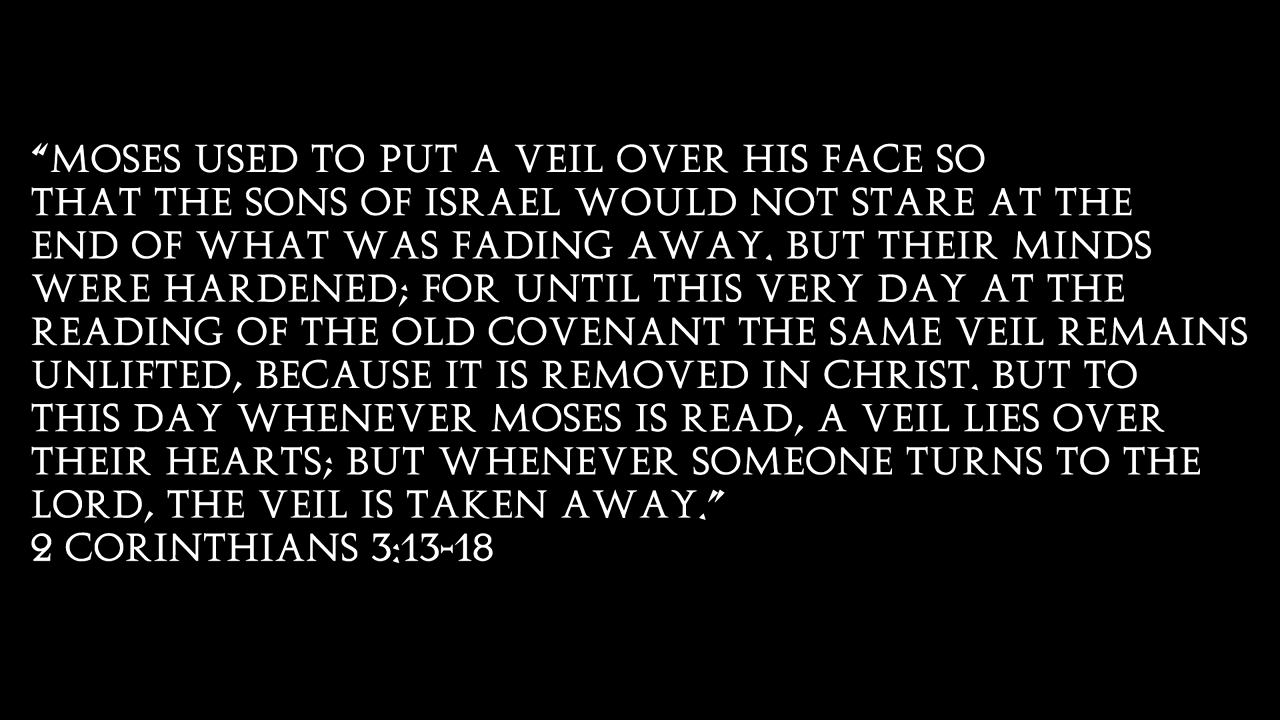 “MOSES USED TO PUT A VEIL OVER HIS FACE SO
THAT THE SONS OF ISRAEL WOULD NOT STARE AT THE
END OF WHAT WAS FADING AWAY. BUT THEIR MINDS
WERE HARDENED; FOR UNTIL THIS VERY DAY AT THE
READING OF THE OLD COVENANT THE SAME VEIL REMAINS
UNLIFTED, BECAUSE IT IS REMOVED IN CHRIST. BUT TO
THIS DAY WHENEVER MOSES IS READ, A VEIL LIES OVER
THEIR HEARTS; BUT WHENEVER SOMEONE TURNS TO THE
LORD, THE VEIL IS TAKEN AWAY.”
2 CORINTHIANS 3:13-18